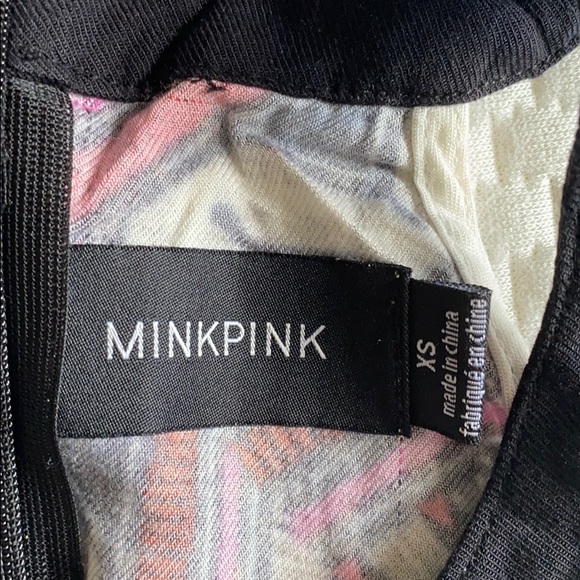 MINKPINK
XS
made in china
fabriqué en chine